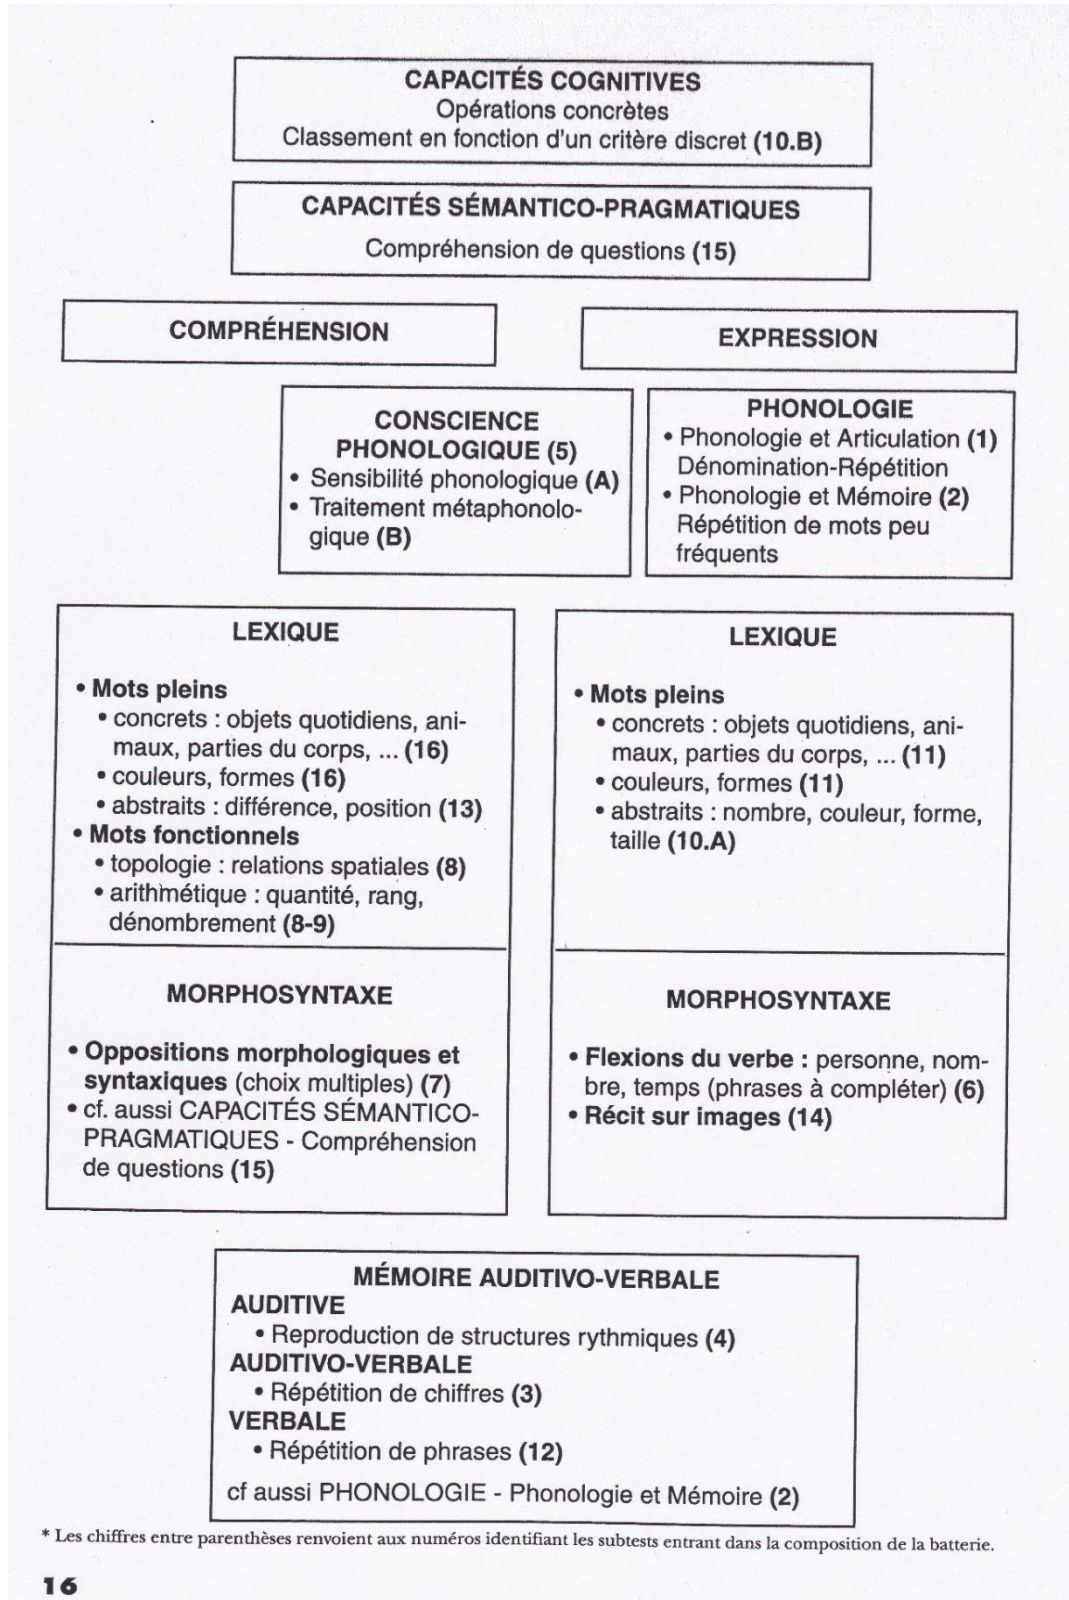 CAPACITÉS COGNITIVES
Opérations concrètes
Classement en fonction d'un critère discret (10.B)
CAPACITÉS SÉMANTICO-PRAGMATIQUES
Compréhension de questions (15)
COMPRÉHENSION
EXPRESSION
CONSCIENCE
PHONOLOGIQUE (5)
• Sensibilité phonologique (A)
• Traitement métaphonolo-
gique (B)
PHONOLOGIE
• Phonologie et Articulation (1)
Dénomination-Répétition
• Phonologie et Mémoire (2)
Répétition de mots peu
fréquents
LEXIQUE
• Mots pleins
• concrets : objets quotidiens, ani-
maux, parties du corps, ... (16)
• couleurs, formes (16)
• abstraits : différence, position (13)
• Mots fonctionnels
• topologie : relations spatiales (8)
• arithmétique : quantité, rang,
dénombrement (8-9)
MORPHOSYNTAXE
• Oppositions morphologiques et
syntaxiques (choix multiples) (7)
• cf. aussi CAPACITÉS SÉMANTICO-
PRAGMATIQUES - Compréhension
de questions (15)
LEXIQUE
• Mots pleins
• concrets : objets quotidiens, ani-
maux, parties du corps, ... (11)
• couleurs, formes (11)
• abstraits : nombre, couleur, forme,
taille (10.A)
MORPHOSYNTAXE
• Flexions du verbe : personne, nom-
bre, temps (phrases à compléter) (6)
• Récit sur images (14)
MÉMOIRE AUDITIVO-VERBALE
AUDITIVE
• Reproduction de structures rythmiques (4)
AUDITIVO-VERBALE
• Répétition de chiffres (3)
VERBALE
• Répétition de phrases (12)
cf aussi PHONOLOGIE - Phonologie et Mémoire (2)
* Les chiffres entre parenthèses renvoient aux numéros identifiant les subtests entrant dans la composition de la batterie.
16